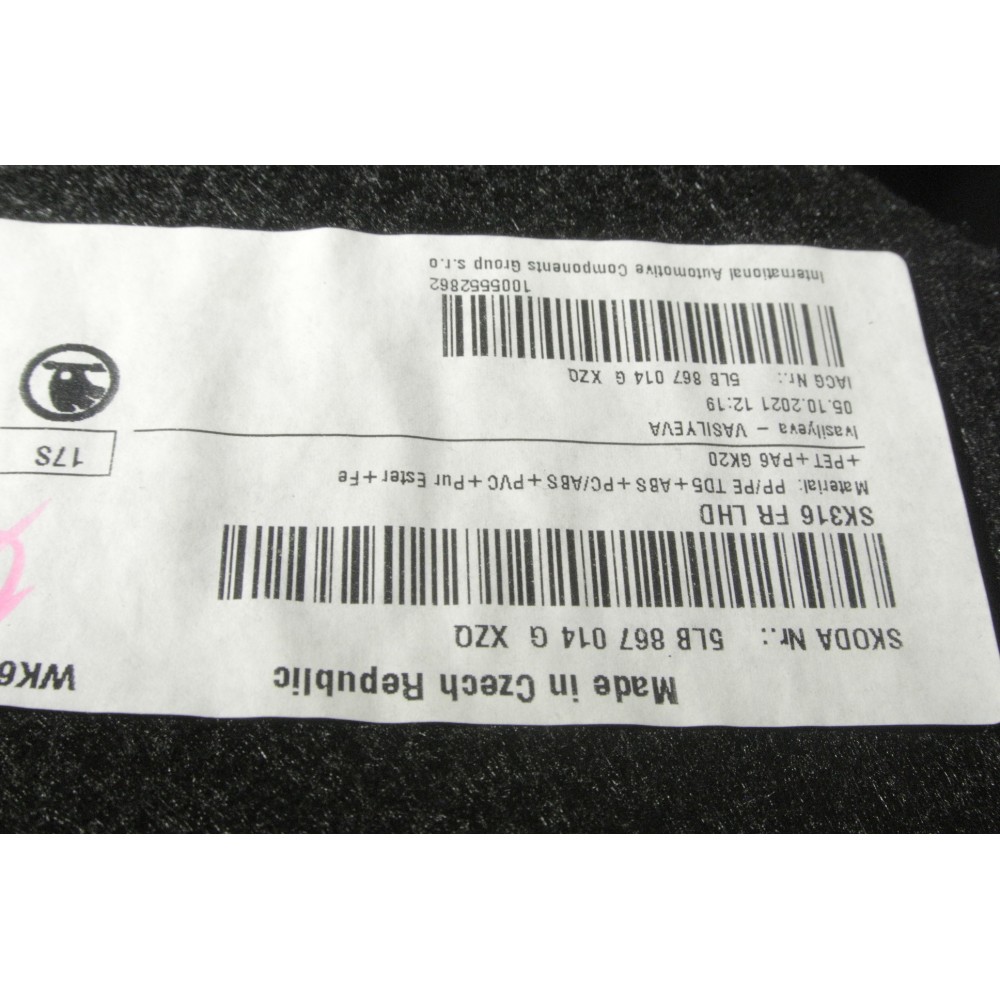 Made in Czech Republic
WK6
SKODA Nr.: 5LB 867 014 G XZQ
SK316 FR LHD
Material: PP/PE TD5+ABS+PC/ABS+PVC+Pur Ester+Fe
+PET+PA6 GK20
17S
Ivasilyeva - VASILYEVA
05.10.2021 12:19
IACG Nr.: 5LB 867 014 G XZQ
1005552862
International Automotive Components Group s.r.o